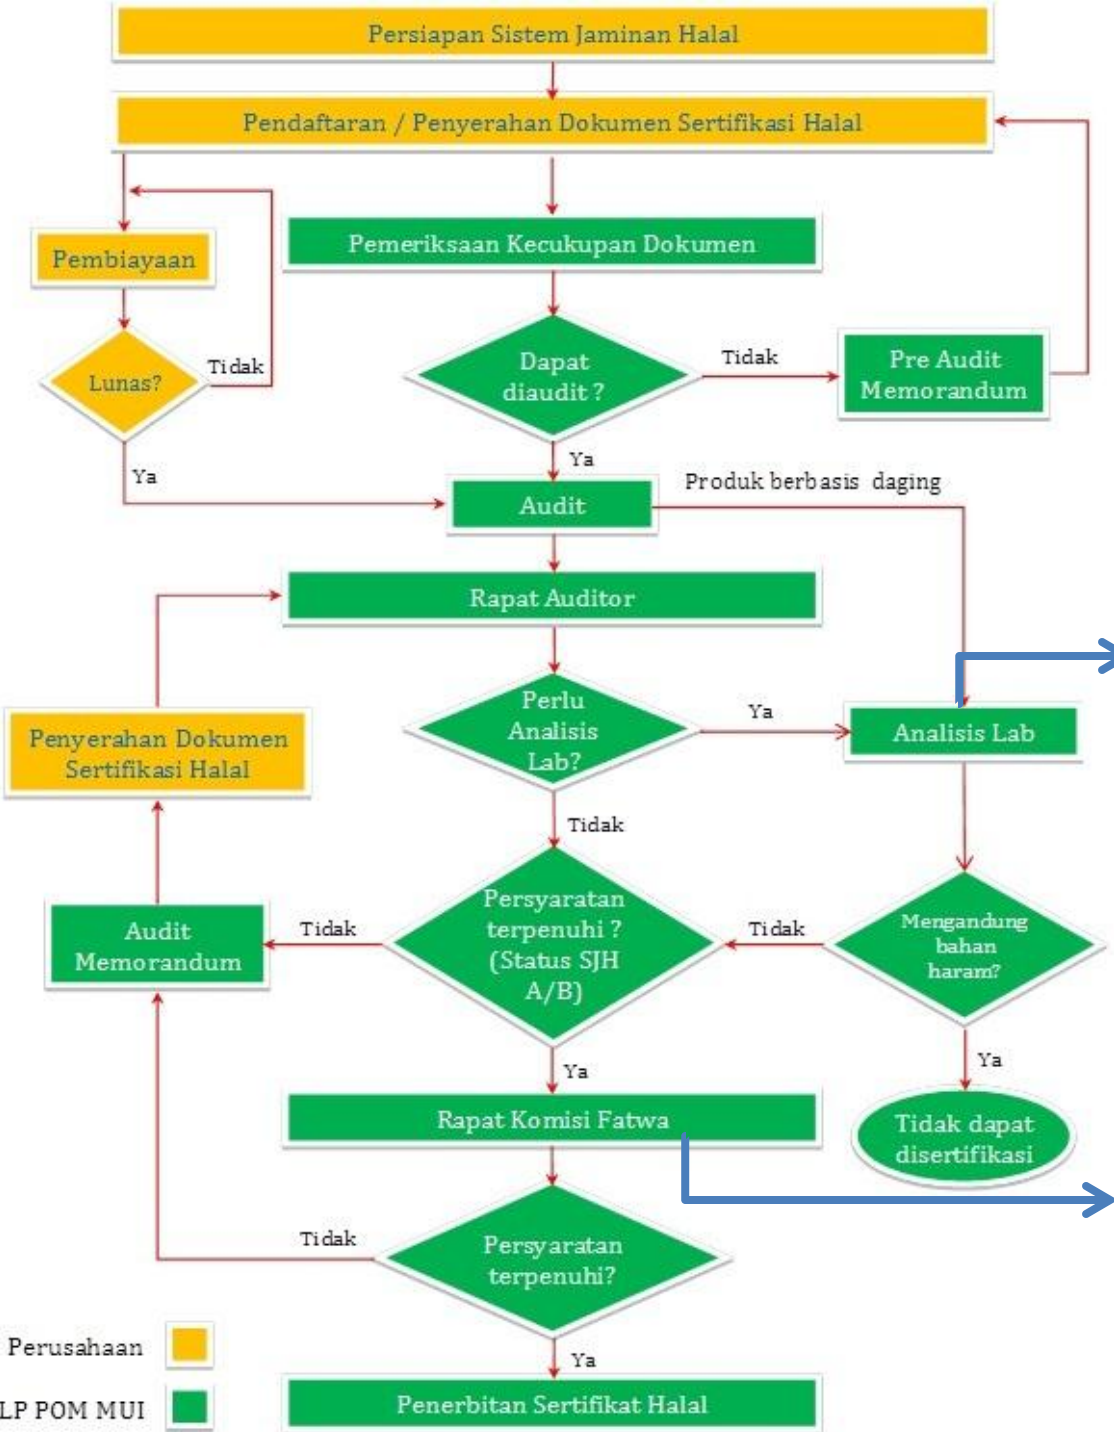 Persiapan Sistem Jaminan Halal
Pendaftaran / Penyerahan Dokumen Sertifikasi Halal
Pembiayaan
Pemeriksaan Kecukupan Dokumen
Lunas?
Tidak
Dapat
diaudit ?
Tidak
Pre Audit
Memorandum
Ya
Ya
Audit
Produk berbasis daging
Rapat Auditor
Perlu
Analisis
Lab?
Ya
Analisis Lab
Penyerahan Dokumen
Sertifikasi Halal
Tidak
Persyaratan
terpenuhi ?
(Status SJH
A/B)
Tidak
Audit
Memorandum
Tidak
Mengandung
bahan
haram?
Ya
Ya
Rapat Komisi Fatwa
Tidak dapat
disertifikasi
Tidak
Persyaratan
terpenuhi?
Ya
Perusahaan
LP POM MUI
Penerbitan Sertifikat Halal